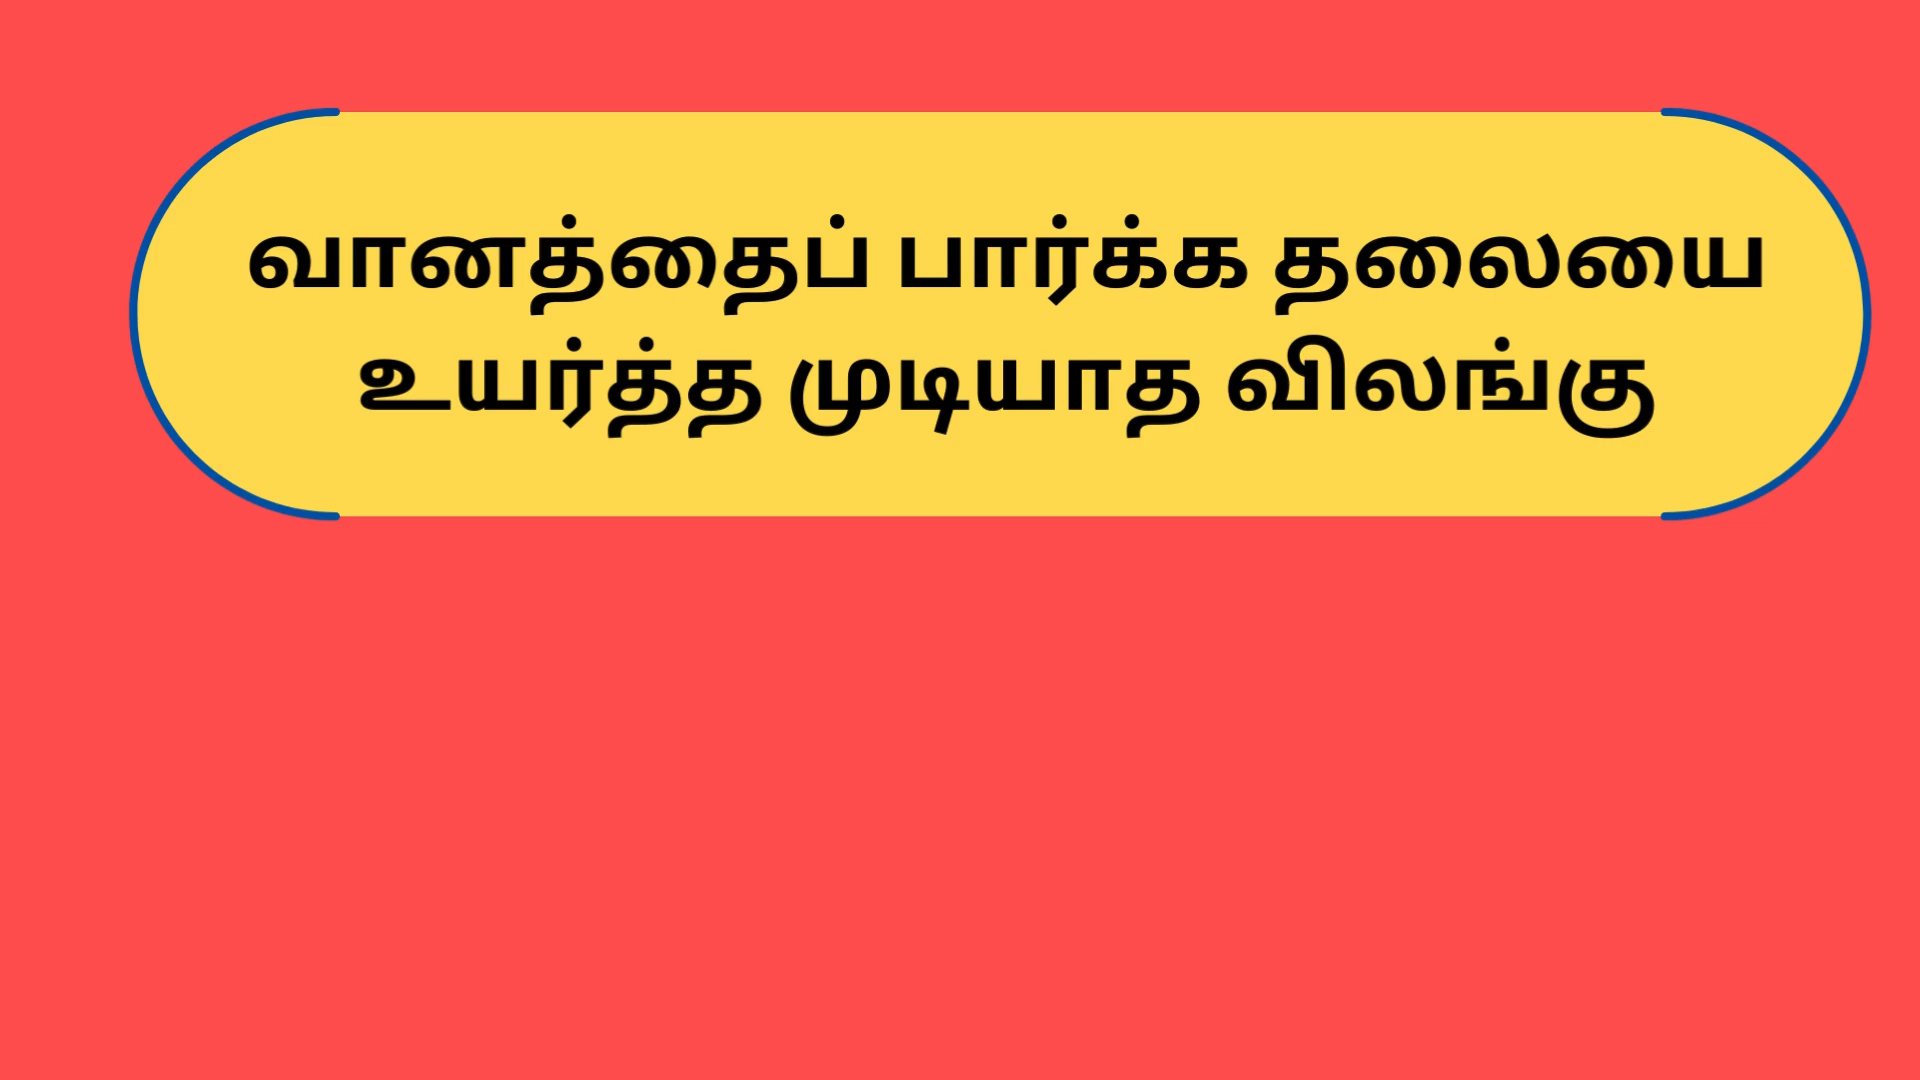 வானத்தைப் பார்க்க தலையை
உயர்த்த முடியாத விலங்கு